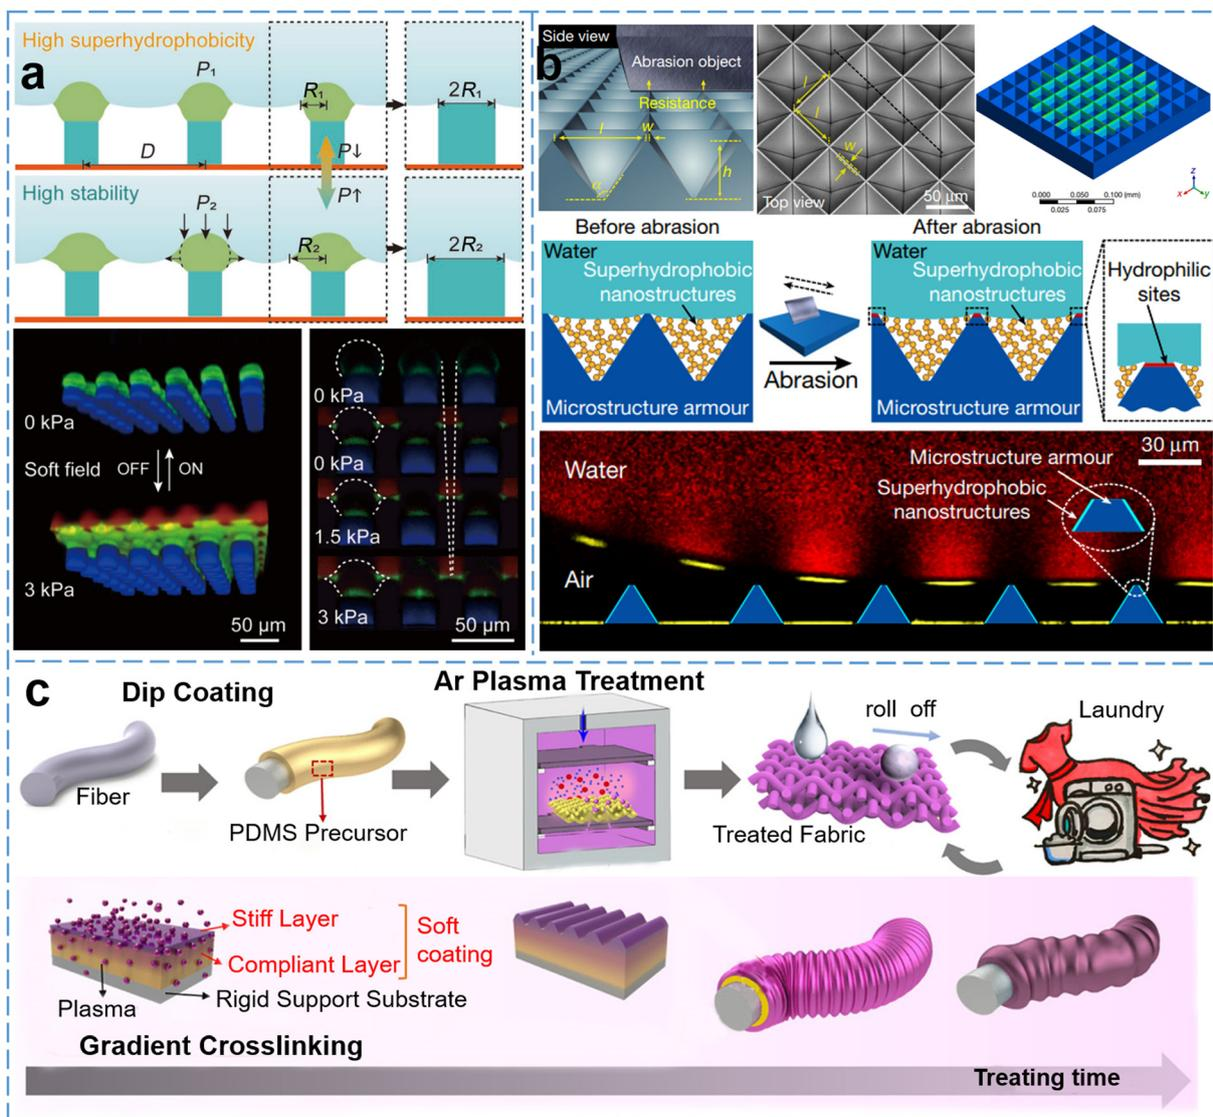 a
High superhydrophobicity
P₁
R₁
2R₁
D
P↓
High stability
P↑
P₂
R₂
2R₂
0 kPa
Soft field OFF ON
3 kPa
50 μm
0 kPa
0 kPa
1.5 kPa
3 kPa
50 μm
b
Side view
Abrasion object
Resistance
l
w
α
h
l
l
w
Top view
50 μm
0.000 0.050 0.100 (mm)
0.025 0.075
z
x
y
Before abrasion
After abrasion
Water
Superhydrophobic
nanostructures
Microstructure armour
Abrasion
Water
Superhydrophobic
nanostructures
Microstructure armour
Hydrophilic
sites
30 μm
Water
Microstructure armour
Superhydrophobic
nanostructures
Air
c
Dip Coating
Ar Plasma Treatment
Fiber
PDMS Precursor
roll off
Treated Fabric
Laundry
Stiff Layer
Compliant Layer
Soft
coating
Rigid Support Substrate
Plasma
Gradient Crosslinking
Treating time